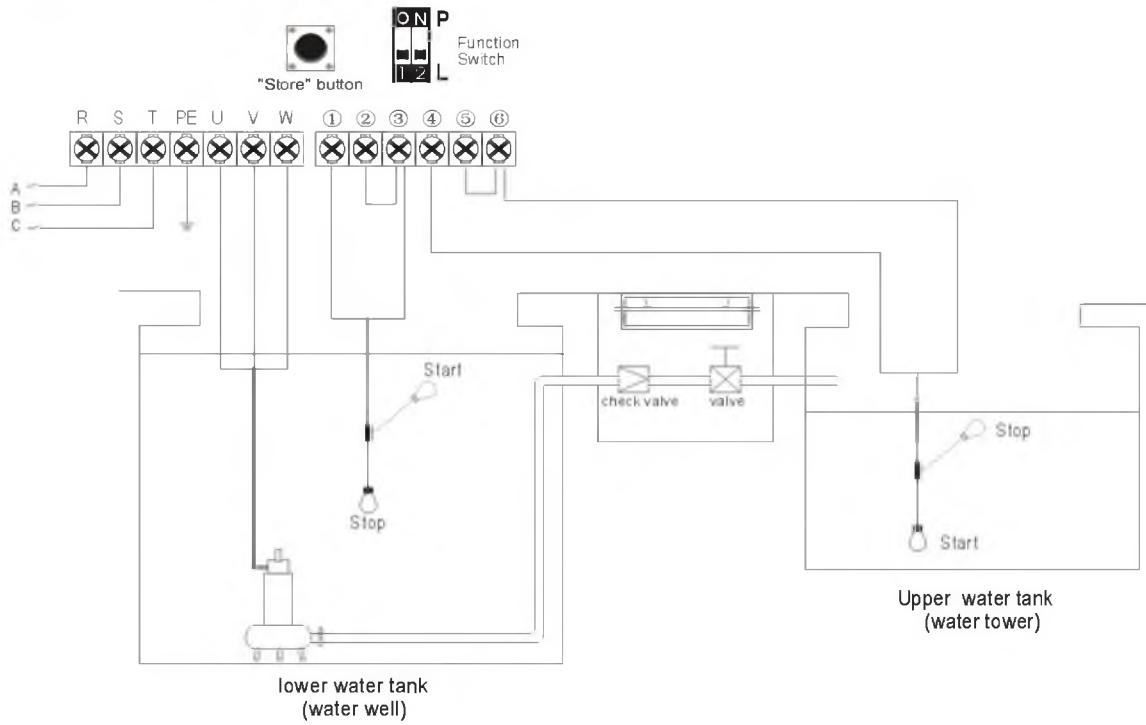 ON P
Function
Switch
1 2 L
"Store" button
R S T PE U V W ① ② ③ ④ ⑤ ⑥
A
B
C
Start
Stop
check valve
valve
Stop
Start
Upper water tank
(water tower)
lower water tank
(water well)